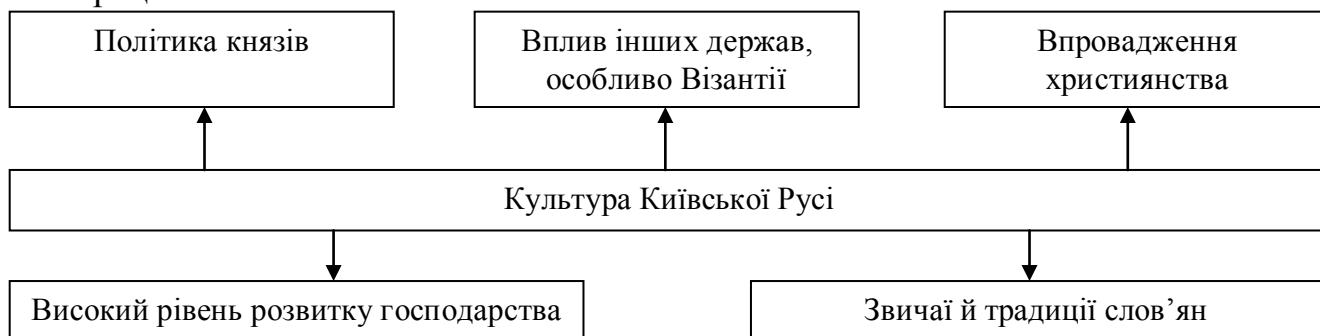 Політика князів
Вплив інших держав,
особливо Візантії
Впровадження
християнства
Культура Київської Русі
Високий рівень розвитку господарства
Звичаї й традиції слов’ян